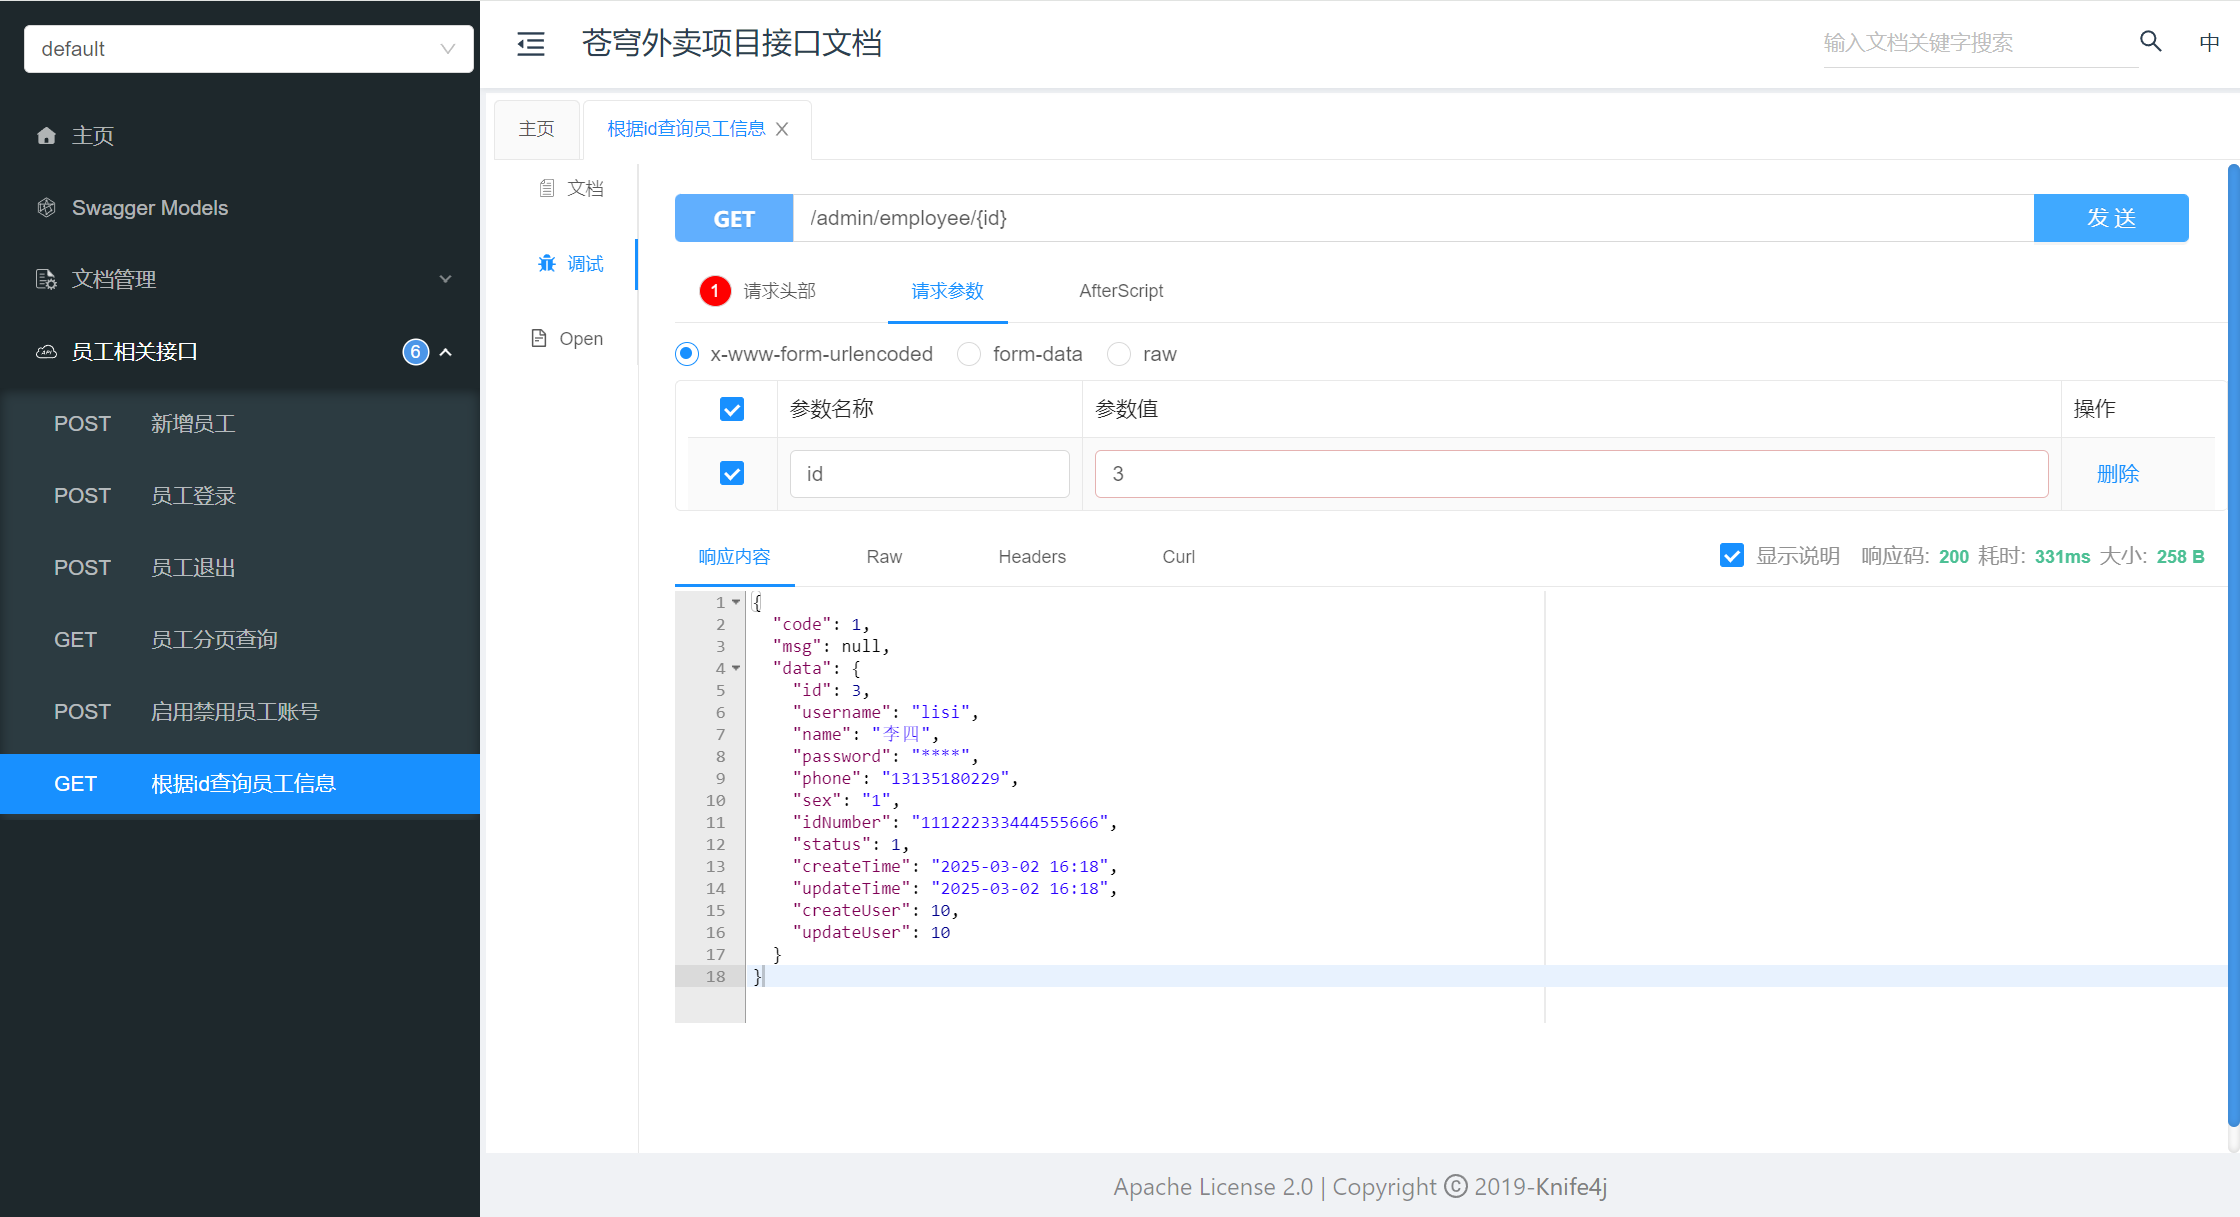 default
主页
Swagger Models
文档管理
员工相关接口 6
POST 新增员工
POST 员工登录
POST 员工退出
GET 员工分页查询
POST 启用禁用员工账号
GET 根据id查询员工信息
苍穹外卖项目接口文档
输入文档关键字搜索
中
主页 根据id查询员工信息
文档
调试
Open
GET /admin/employee/{id} 发 送
1 请求头部 请求参数 AfterScript
x-www-form-urlencoded form-data raw
参数名称 参数值 操作
id 3 删除
响应内容 Raw Headers Curl 显示说明 响应码: 200 耗时: 331ms 大小: 258 B
1 {
2 "code": 1,
3 "msg": null,
4 "data": {
5 "id": 3,
6 "username": "lisi",
7 "name": "李四",
8 "password": "****",
9 "phone": "13135180229",
10 "sex": "1",
11 "idNumber": "111222333444555666",
12 "status": 1,
13 "createTime": "2025-03-02 16:18",
14 "updateTime": "2025-03-02 16:18",
15 "createUser": 10,
16 "updateUser": 10
17 }
18 }
Apache License 2.0 | Copyright © 2019-Knife4j